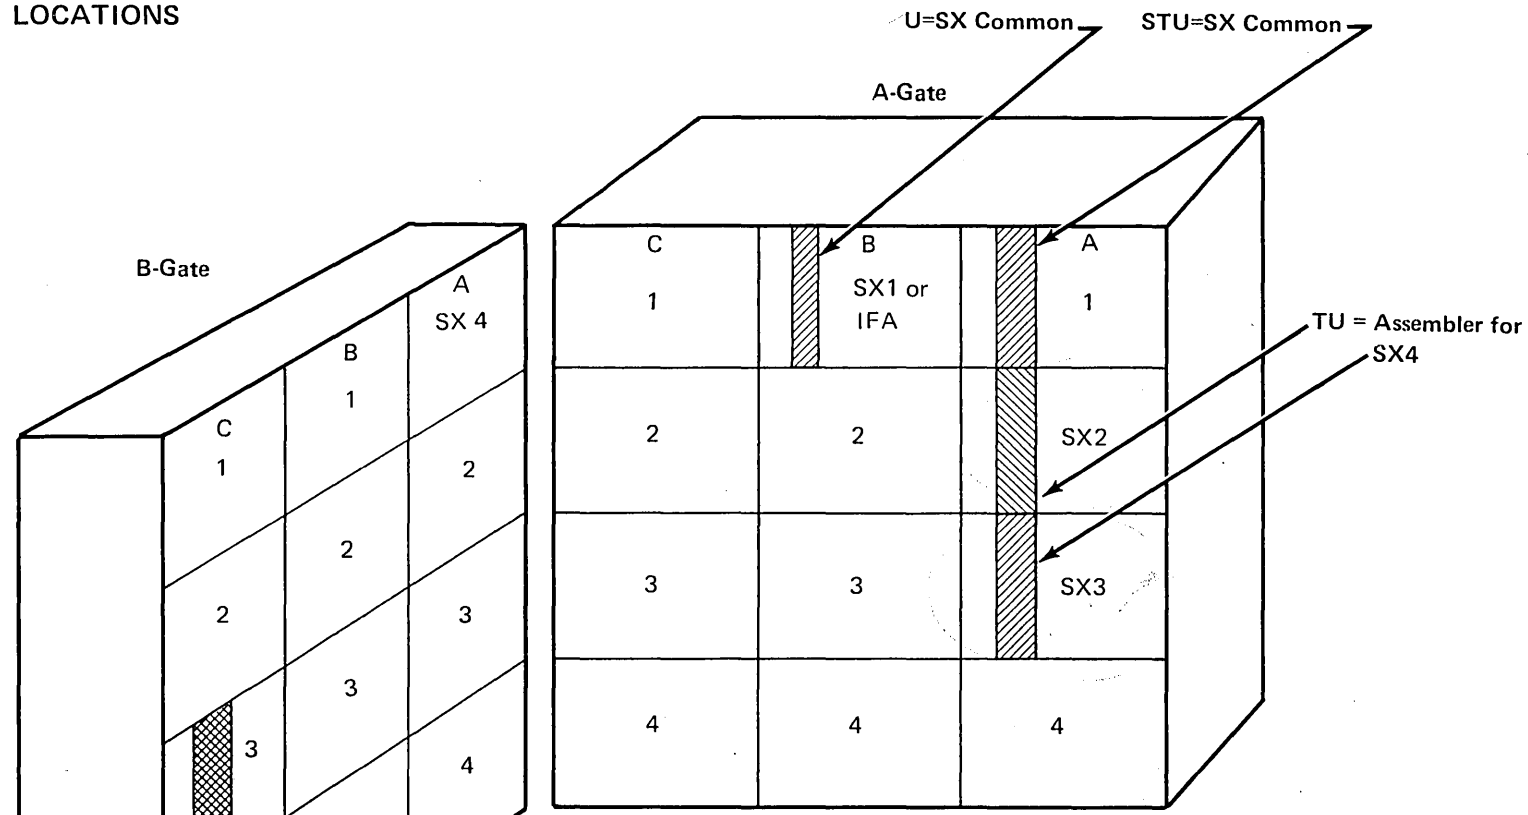 LOCATIONS
U=SX Common
STU=SX Common
A-Gate
B-Gate
A
SX 4
B
1
C
1
2
2
2
3
3
3
4
C
B
A
1
SX1 or
IFA
1
TU = Assembler for
SX4
2
2
SX2
3
3
SX3
4
4
4